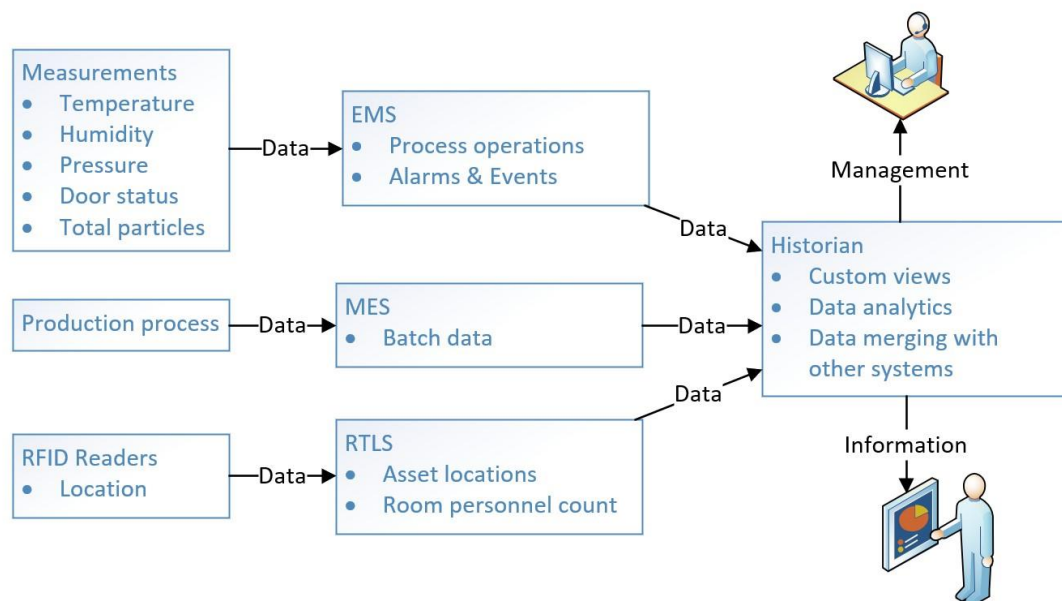 Measurements
• Temperature
• Humidity
• Pressure
• Door status
• Total particles
Data
EMS
• Process operations
• Alarms & Events
Data
Production process
Data
MES
• Batch data
Data
RFID Readers
• Location
Data
RTLS
• Asset locations
• Room personnel count
Data
Historian
• Custom views
• Data analytics
• Data merging with
other systems
Management
Information